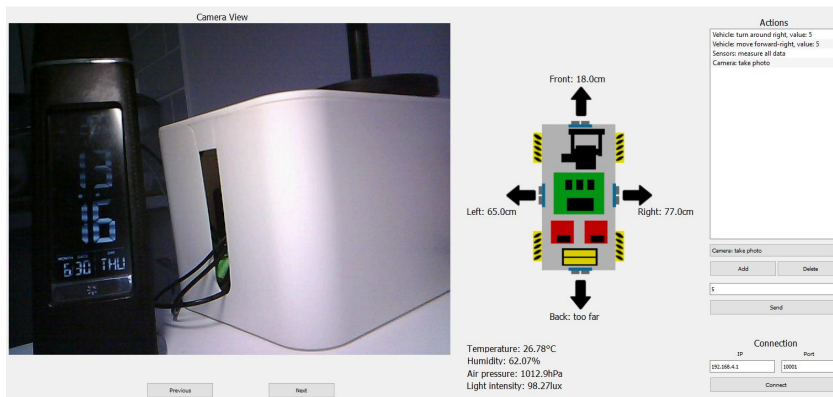 Camera View
MONTH DATE
6:30 THU
Previous
Next
Front: 18.0cm
Left: 65.0cm
Right: 77.0cm
Back: too far
Temperature: 26.78°C
Humidity: 62.07%
Air pressure: 1012.9hPa
Light intensity: 98.27lux
Actions
Vehicle: turn around right, value: 5
Vehicle: move forward-right, value: 5
Sensors: measure all data
Camera: take photo
Camera: take photo
Add
Delete
5
Send
Connection
IP
Port
192.168.4.1
10001
Connect